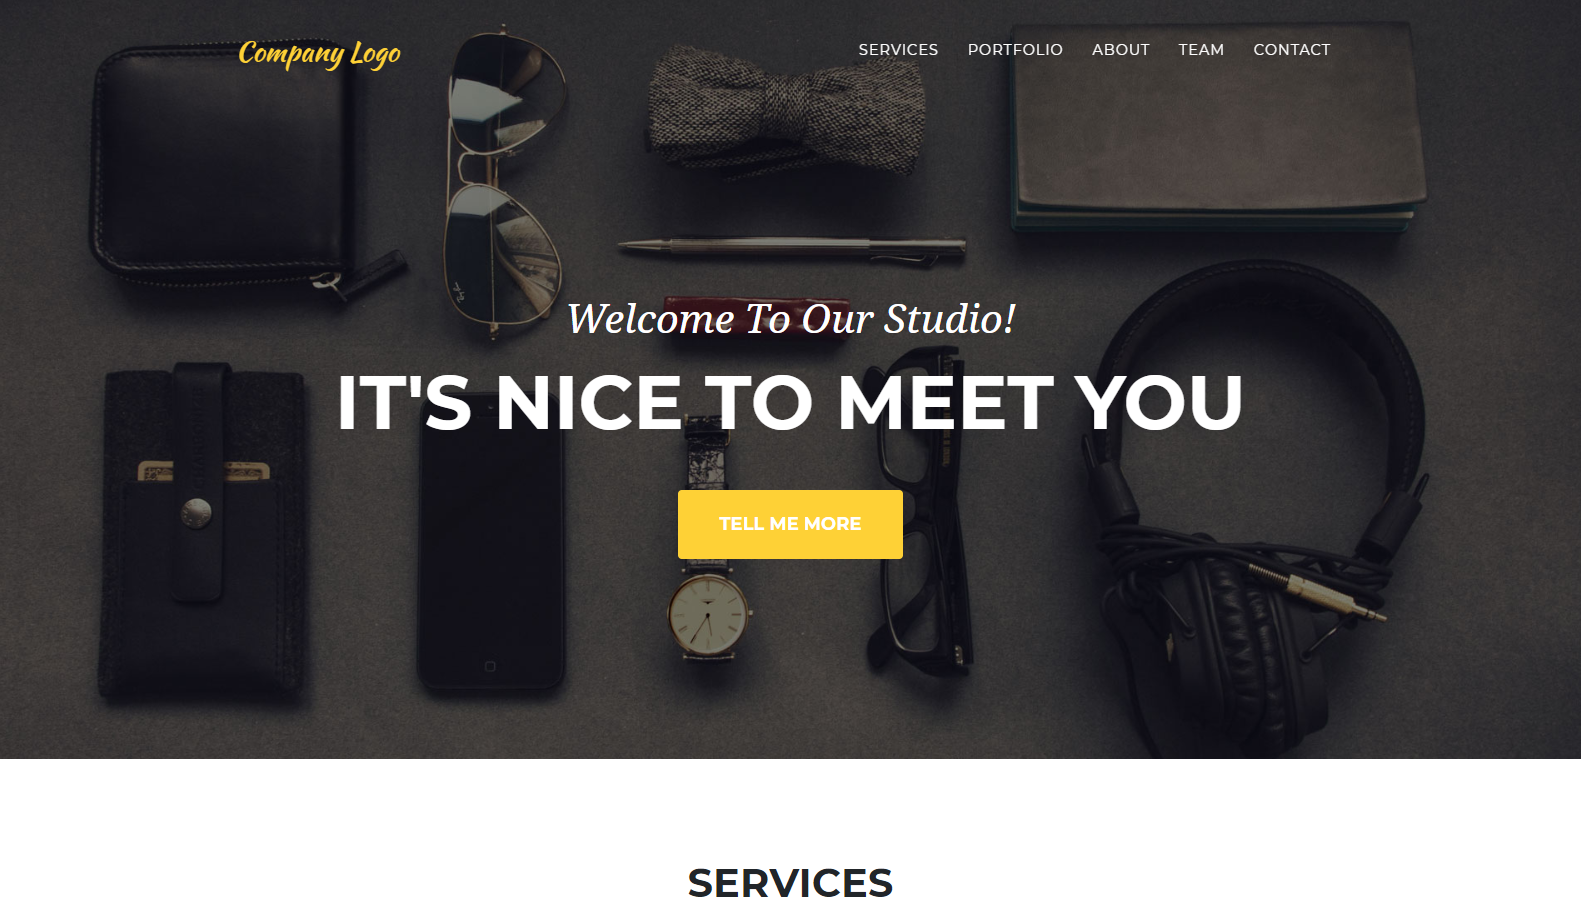 Company Logo
SERVICES PORTFOLIO ABOUT TEAM CONTACT
Welcome To Our Studio!
IT'S NICE TO MEET YOU
TELL ME MORE
SERVICES